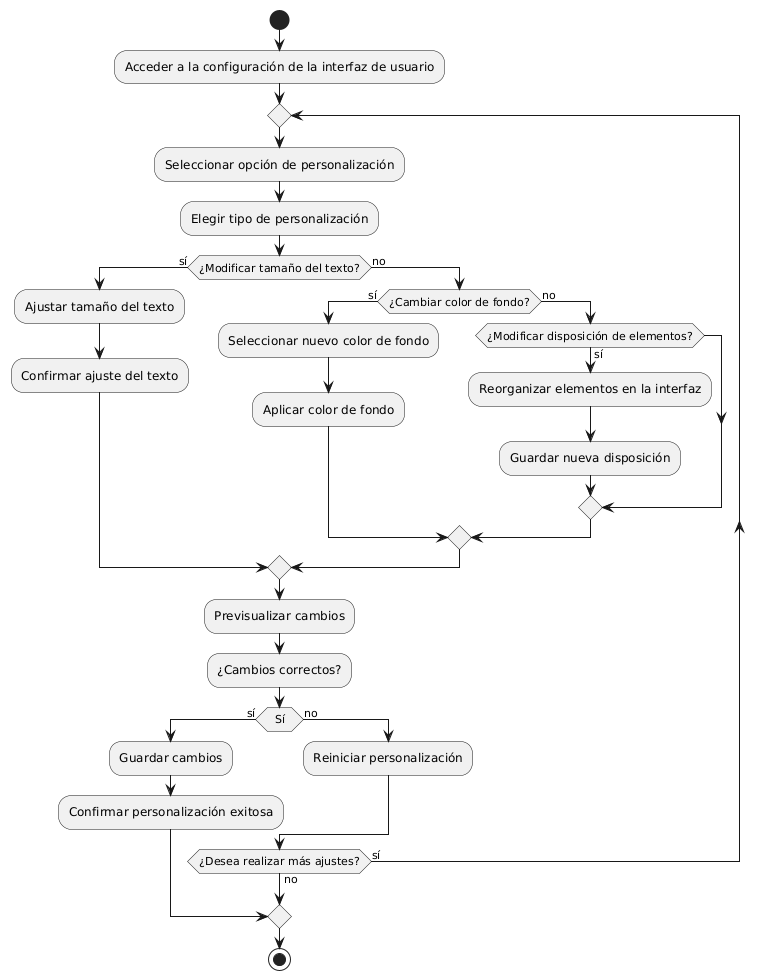 Acceder a la configuración de la interfaz de usuario
Seleccionar opción de personalización
Elegir tipo de personalización
sí
¿Modificar tamaño del texto?
no
Ajustar tamaño del texto
Confirmar ajuste del texto
sí
¿Cambiar color de fondo?
no
Seleccionar nuevo color de fondo
Aplicar color de fondo
¿Modificar disposición de elementos?
sí
Reorganizar elementos en la interfaz
Guardar nueva disposición
Previsualizar cambios
¿Cambios correctos?
sí
Sí
no
Guardar cambios
Confirmar personalización exitosa
Reiniciar personalización
¿Desea realizar más ajustes?
sí
no